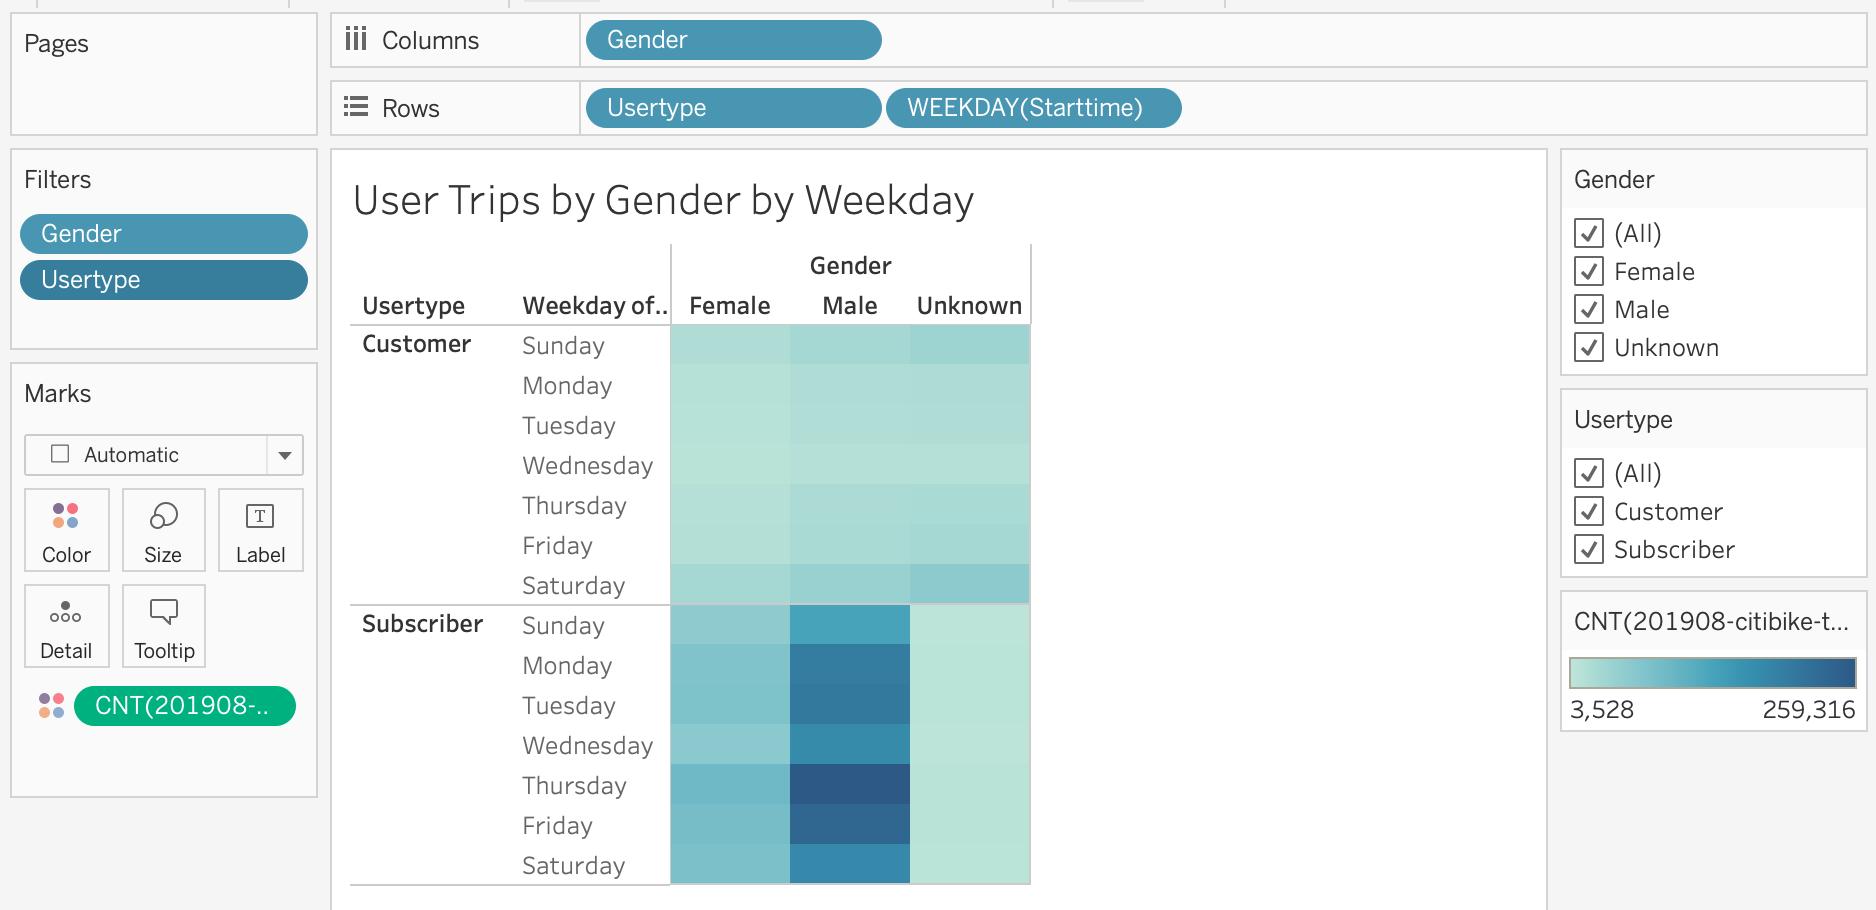 Pages
Columns
Gender
Rows
Usertype
WEEKDAY(Starttime)
Filters
Gender
Usertype
Marks
Automatic
Color
Size
T
Label
Detail
Tooltip
CNT(201908-..
User Trips by Gender by Weekday
Gender
Usertype
Weekday of..
Female
Male
Unknown
Customer
Sunday
Monday
Tuesday
Wednesday
Thursday
Friday
Saturday
Subscriber
Sunday
Monday
Tuesday
Wednesday
Thursday
Friday
Saturday
Gender
(All)
Female
Male
Unknown
Usertype
(All)
Customer
Subscriber
CNT(201908-citibike-t...
3,528
259,316